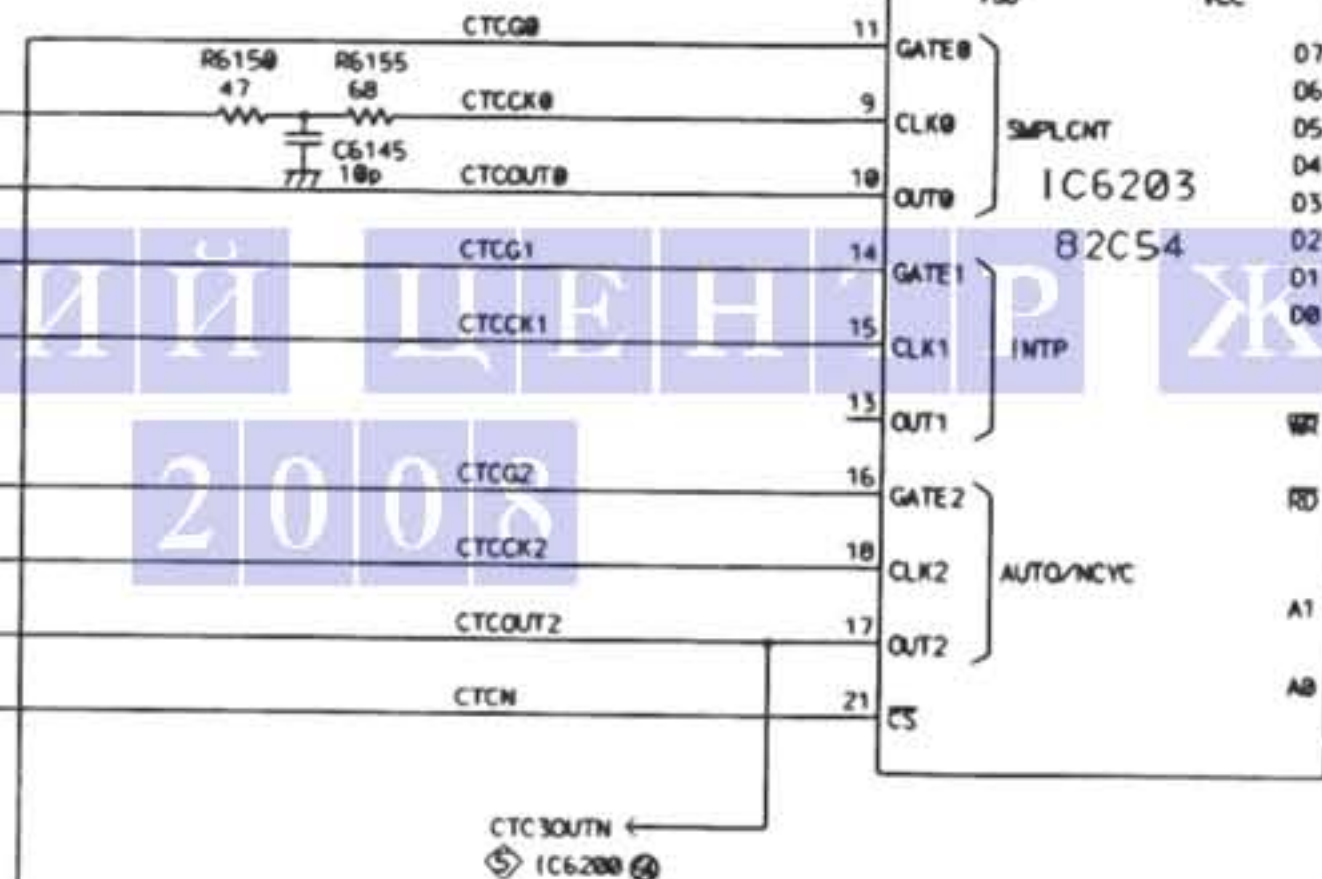 CTCG0 11 GATE0 D7
R6150 R6155 D6
47 68 CTCCK0 9 CLK0 SMPLCNT D5
C6145 D4
10p CTCOUT0 10 OUT0 IC6203 D3
CTCG1 14 GATE1 82C54 D2
D1
ИЙ ЦЕНТР Ж
CTCCK1 15 CLK1 INTP D0
13 OUT1 WR
2008
CTCG2 16 GATE2 RD
CTCCK2 18 CLK2 AUTO/NCYC
CTCOUT2 17 OUT2 A1
CTCN 21 CS A0
CTC3OUTN
S IC6200